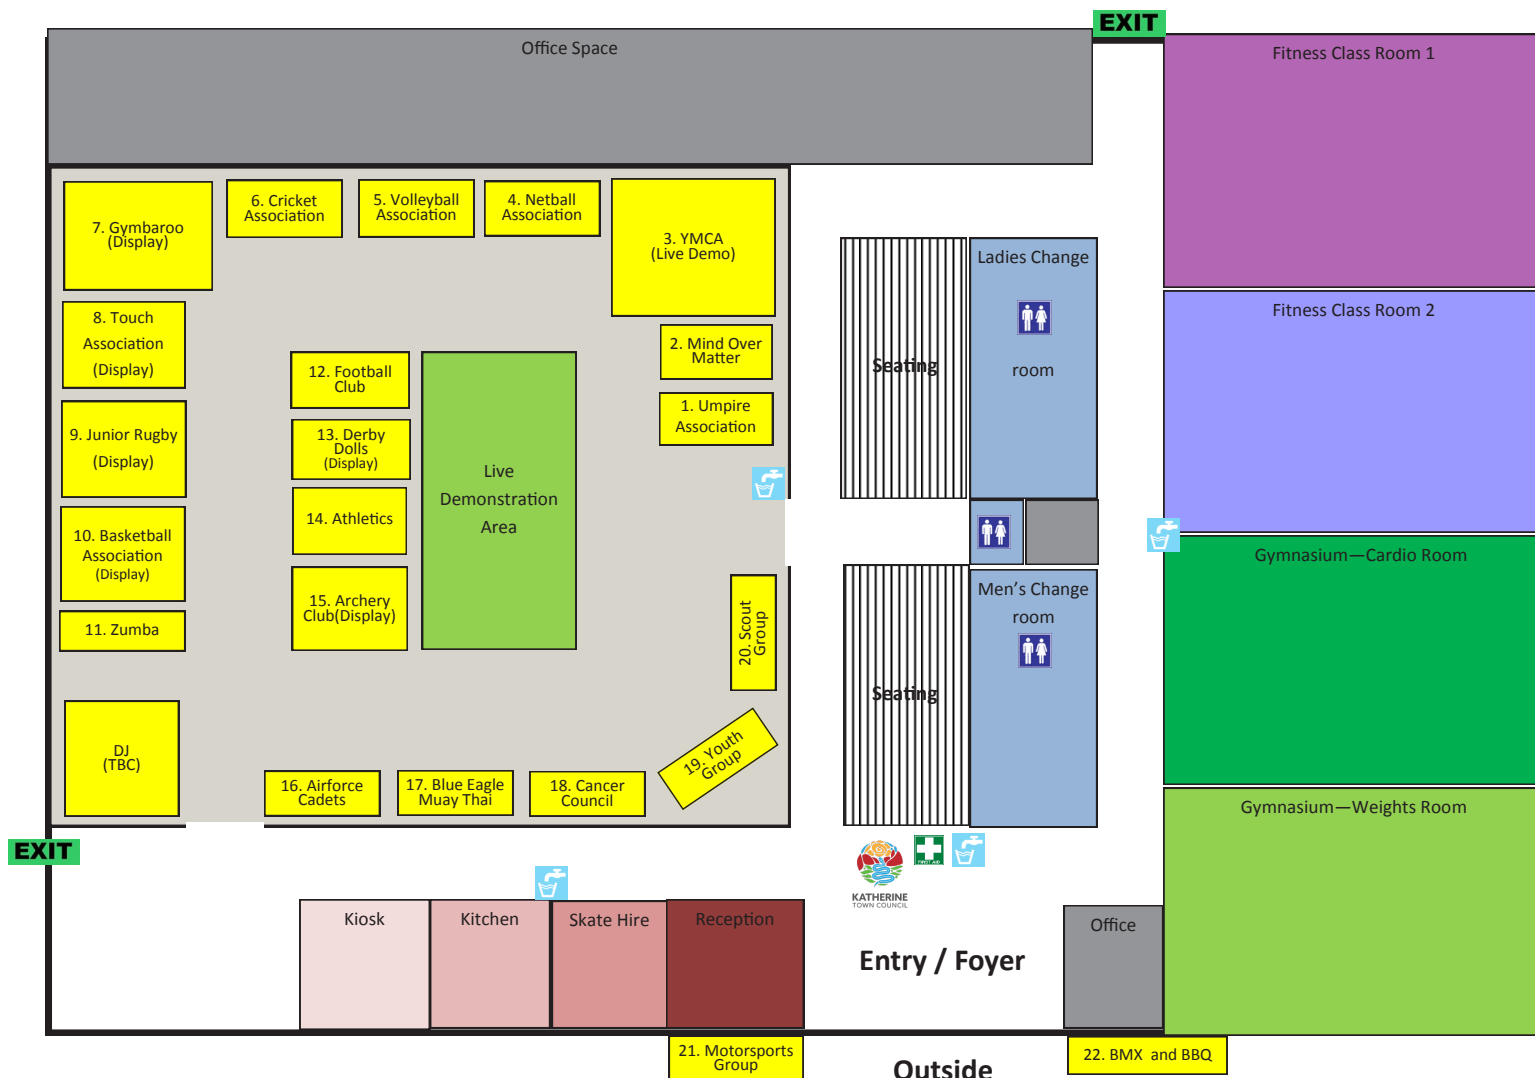 EXIT
Office Space
Fitness Class Room 1
7. Gymbaroo
(Display)
6. Cricket
Association
5. Volleyball
Association
4. Netball
Association
3. YMCA
(Live Demo)
Ladies Change
room
Fitness Class Room 2
8. Touch
Association
(Display)
2. Mind Over
Matter
Seating
12. Football
Club
1. Umpire
Association
9. Junior Rugby
(Display)
13. Derby
Dolls
(Display)
Live
Demonstration
Area
14. Athletics
10. Basketball
Association
(Display)
Gymnasium—Cardio Room
15. Archery
Club(Display)
Men's Change
room
11. Zumba
20. Scout
Group
Seating
DJ
(TBC)
19. Youth
Group
16. Airforce
Cadets
17. Blue Eagle
Muay Thai
18. Cancer
Council
Gymnasium—Weights Room
EXIT
FIRST AID
KATHERINE
TOWN COUNCIL
Kiosk
Kitchen
Skate Hire
Reception
Office
Entry / Foyer
21. Motorsports
Group
Outside
22. BMX and BBQ